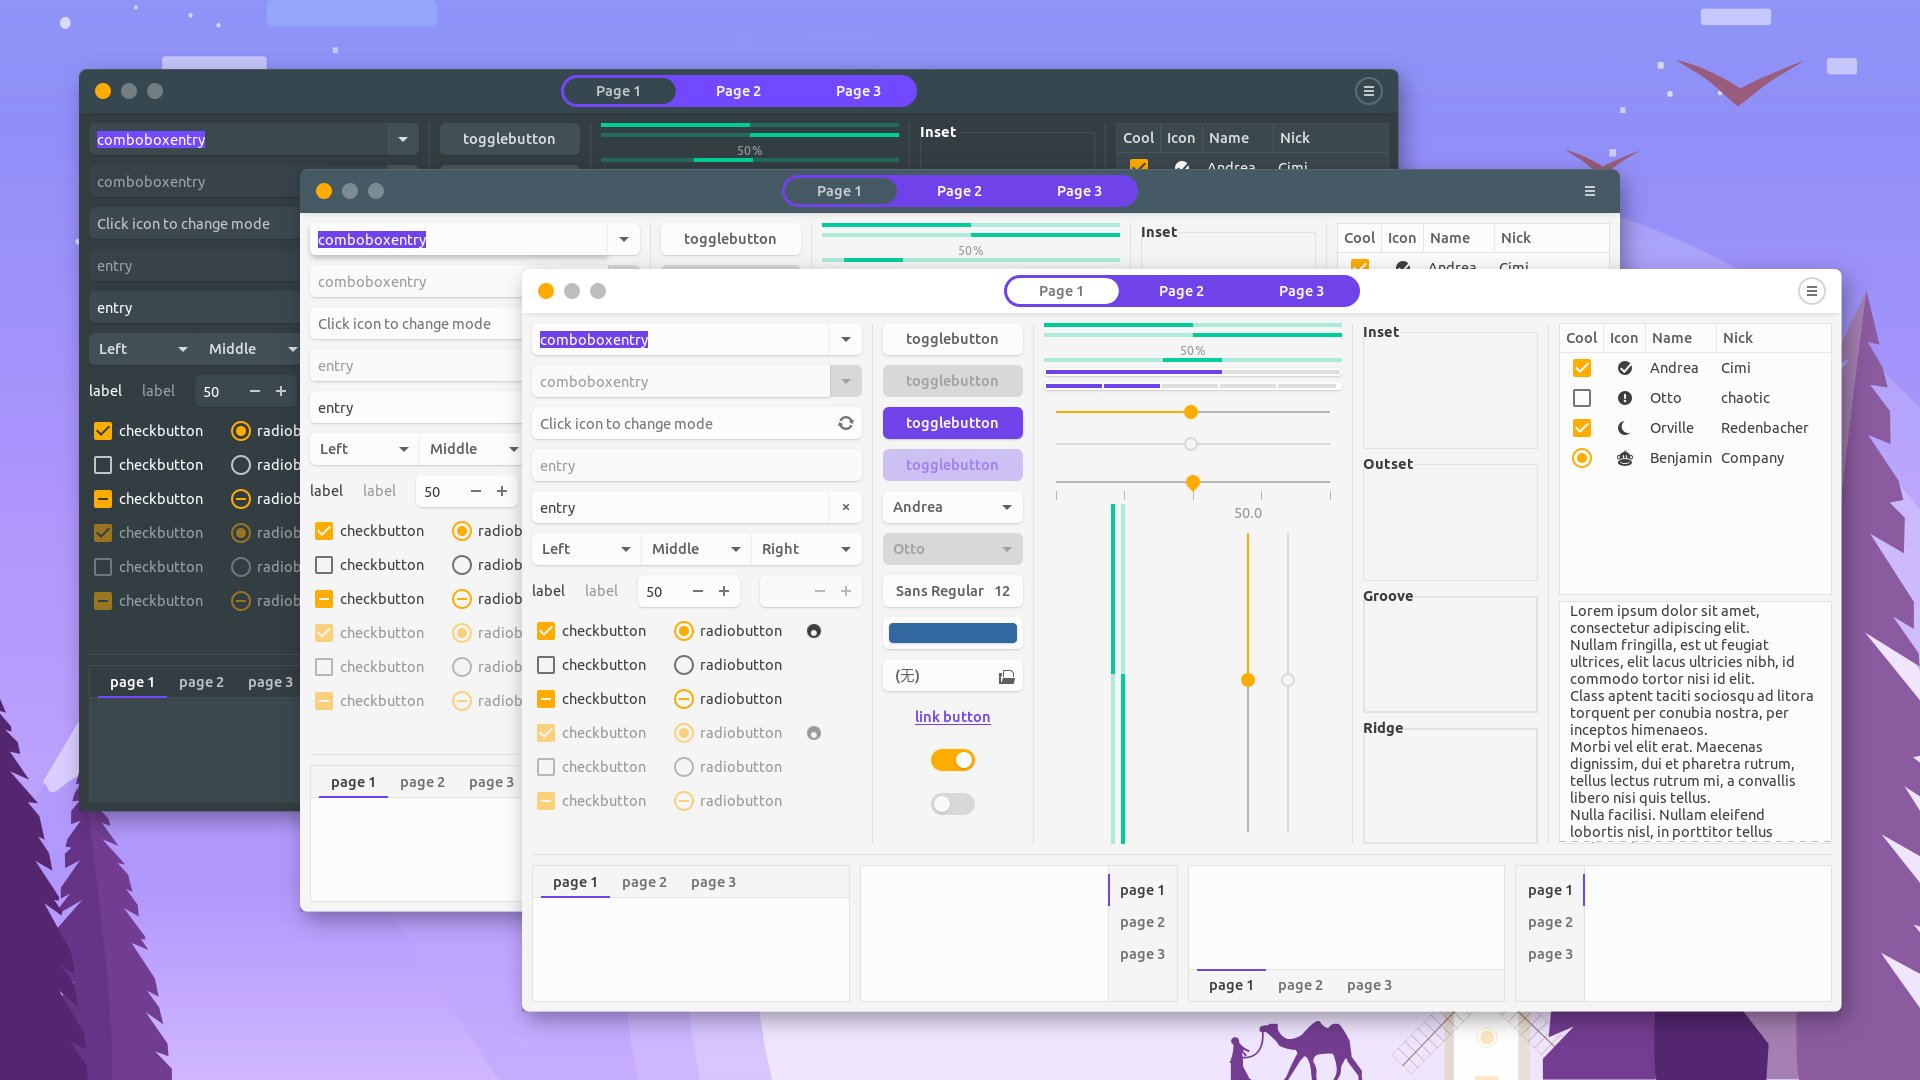 Page 1 Page 2 Page 3
comboboxentry
togglebutton
50%
Inset
Cool Icon Name Nick
Andrea Cimi
comboboxentry
Click icon to change mode
entry
entry
Left Middle
label label 50
checkbutton
checkbutton
checkbutton
checkbutton
checkbutton
checkbutton
page 1 page 2 page 3
Page 1 Page 2 Page 3
comboboxentry
togglebutton
50%
Inset
Cool Icon Name Nick
Andrea Cimi
comboboxentry
Click icon to change mode
entry
entry
Left Middle
label label 50
checkbutton
checkbutton
checkbutton
checkbutton
checkbutton
checkbutton
page 1 page 2 page 3
Page 1 Page 2 Page 3
comboboxentry
comboboxentry
Click icon to change mode
entry
entry
Left Middle Right
label label 50
checkbutton radiobutton
checkbutton radiobutton
checkbutton radiobutton
checkbutton radiobutton
checkbutton radiobutton
checkbutton radiobutton
togglebutton
togglebutton
togglebutton
togglebutton
Andrea
Otto
Sans Regular 12
(无)
link button
50%
50.0
Inset
Outset
Groove
Ridge
Cool Icon Name Nick
Andrea Cimi
Otto chaotic
Orville Redenbacher
Benjamin Company
Lorem ipsum dolor sit amet,
consectetur adipiscing elit.
Nullam fringilla, est ut feugiat
ultrices, elit lacus ultricies nibh, id
commodo tortor nisi id elit.
Class aptent taciti sociosqu ad litora
torquent per conubia nostra, per
inceptos himenaeos.
Morbi vel elit erat. Maecenas
dignissim, dui et pharetra rutrum,
tellus lectus rutrum mi, a convallis
libero nisi quis tellus.
Nulla facilisi. Nullam eleifend
lobortis nisl, in porttitor tellus
page 1 page 2 page 3
page 1
page 2
page 3
page 1 page 2 page 3
page 1
page 2
page 3